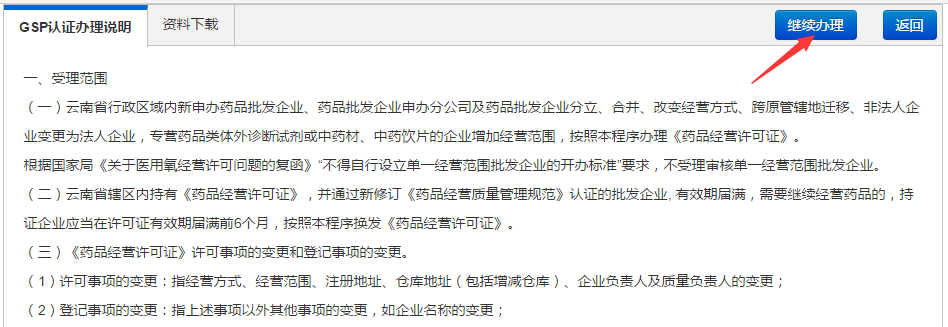 GSP认证办理说明 资料下载 继续办理 返回
一、受理范围
（一）云南省行政区域内新申办药品批发企业、药品批发企业申办分公司及药品批发企业分立、合并、改变经营方式、跨原管辖地迁移、非法人企
业变更为法人企业，专营药品类体外诊断试剂或中药材、中药饮片的企业增加经营范围，按照本程序办理《药品经营许可证》。
根据国家局《关于医用氧经营许可问题的复函》“不得自行设立单一经营范围批发企业的开办标准”要求，不受理审核单一经营范围批发企业。
（二）云南省辖区内持有《药品经营许可证》，并通过新修订《药品经营质量管理规范》认证的批发企业, 有效期届满，需要继续经营药品的，持
证企业应当在许可证有效期届满前6个月，按照本程序换发《药品经营许可证》。
（三）《药品经营许可证》许可事项的变更和登记事项的变更。
（1）许可事项的变更：指经营方式、经营范围、注册地址、仓库地址（包括增减仓库）、企业负责人及质量负责人的变更；
（2）登记事项的变更：指上述事项以外其他事项的变更，如企业名称的变更；